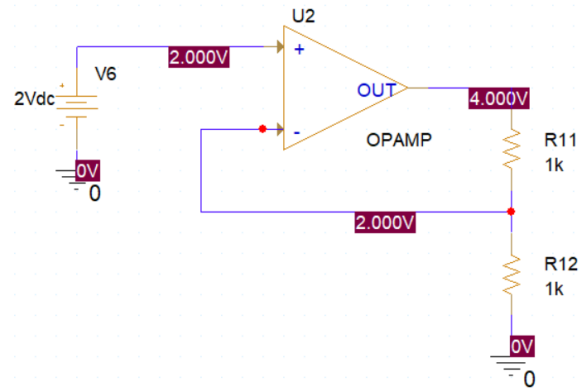 U2
2.000V
+
V6
2Vdc
+
-
OUT
4.000V
-
OPAMP
R11
1k
0V
0
2.000V
R12
1k
0V
0